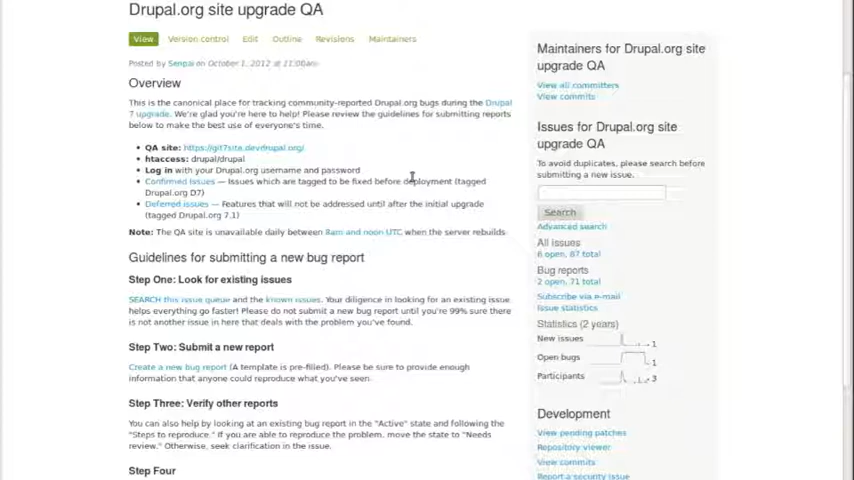 Drupal.org site upgrade QA
View Version control Edit Outline Revisions Maintainers
Posted by Senpai on October 1, 2012 at 11:00am
Overview
This is the canonical place for tracking community-reported Drupal.org bugs during the Drupal
7 upgrade. We're glad you're here to help! Please review the guidelines for submitting reports
below to make the best use of everyone's time.
QA site: https://git7site.devdrupal.org/
htaccess: drupal/drupal
Log in with your Drupal.org username and password
Confirmed Issues — Issues which are tagged to be fixed before deployment (tagged
Drupal.org D7)
Deferred issues — Features that will not be addressed until after the initial upgrade
(tagged Drupal.org 7.1)
Note: The QA site is unavailable daily between 8am and noon UTC when the server rebuilds
Guidelines for submitting a new bug report
Step One: Look for existing issues
SEARCH this issue queue and the known issues. Your diligence in looking for an existing issue
helps everything go faster! Please do not submit a new bug report until you're 99% sure there
is not another issue in here that deals with the problem you've found.
Step Two: Submit a new report
Create a new bug report (A template is pre-filled). Please be sure to provide enough
information that anyone could reproduce what you've seen.
Step Three: Verify other reports
You can also help by looking at an existing bug report in the "Active" state and following the
"Steps to reproduce." If you are able to reproduce the problem, move the state to "Needs
review." Otherwise, seek clarification in the issue.
Step Four
Maintainers for Drupal.org site
upgrade QA
View all committers
View commits
Issues for Drupal.org site
upgrade QA
To avoid duplicates, please search before
submitting a new issue.
Search
Advanced search
All issues
6 open, 87 total
Bug reports
2 open, 71 total
Subscribe via e-mail
Issue statistics
Statistics (2 years)
New issues 1
Open bugs 1
Participants 3
Development
View pending patches
Repository viewer
View commits
Report a security issue